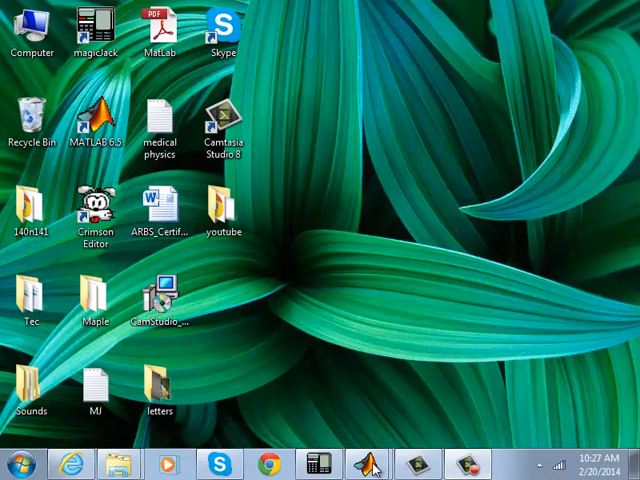 Computer
magicJack
PDF
MatLab
Skype
Recycle Bin
MATLAB 6.5
medical
physics
Camtasia
Studio 8
140n141
Crimson
Editor
ARBS_Certif...
youtube
Tec
Maple
CamStudio_...
Sounds
MJ
letters
10:27 AM
2/20/2014